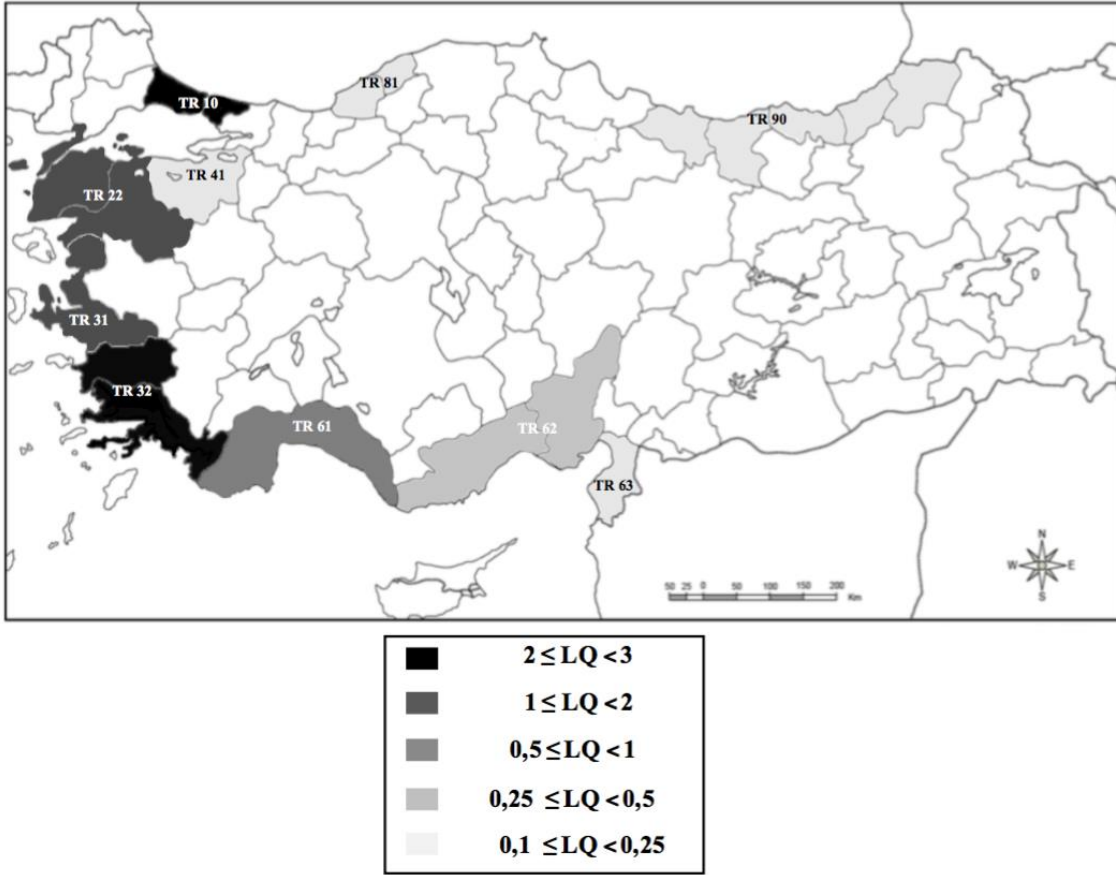 TR 10
TR 81
TR 90
TR 41
TR 22
TR 31
TR 32
TR 61
TR 62
TR 63
N
W E
S
50 25 0 50 100 150 200
Km
2 ≤ LQ < 3
1 ≤ LQ < 2
0,5 ≤ LQ < 1
0,25 ≤ LQ < 0,5
0,1 ≤ LQ < 0,25